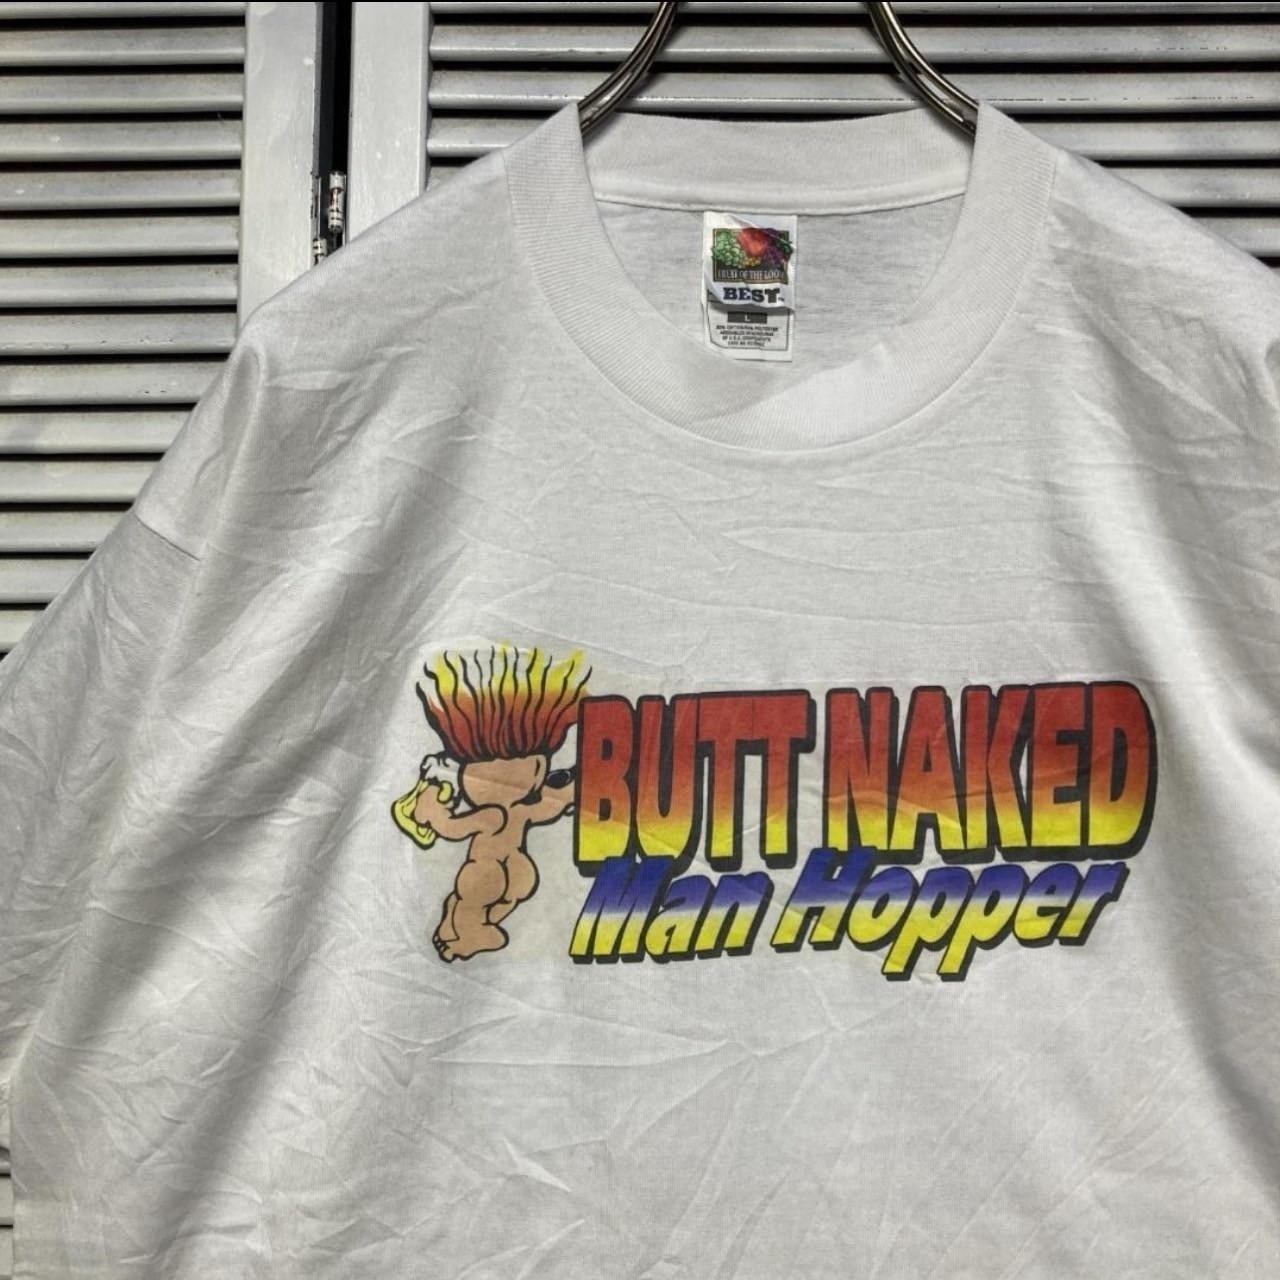 FRUIT OF THE LOOM
BEST
L
BUTT NAKED
Man Hopper